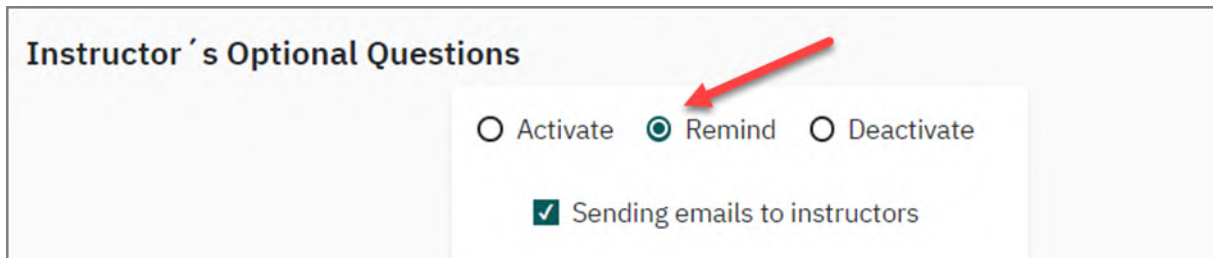 Instructor´s Optional Questions
Activate Remind Deactivate
Sending emails to instructors